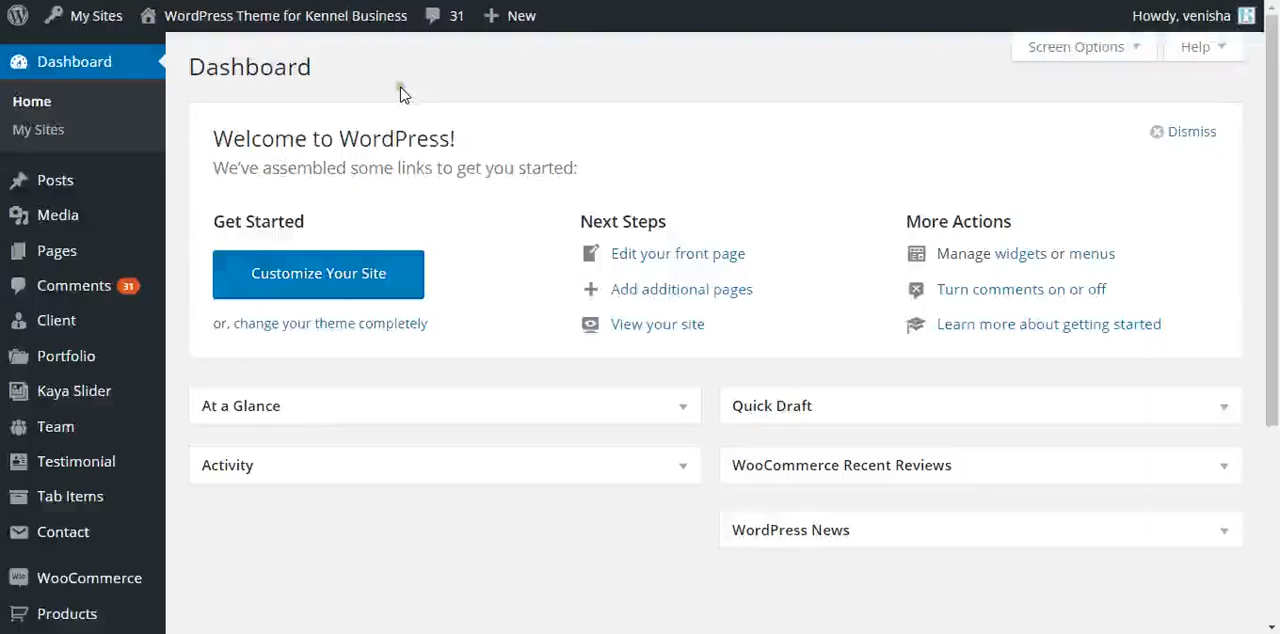 My Sites WordPress Theme for Kennel Business 31 New Howdy, venisha
Screen Options Help
Dashboard
Home
My Sites
Posts
Media
Pages
Comments 31
Client
Portfolio
Kaya Slider
Team
Testimonial
Tab Items
Contact
WooCommerce
Products
Dashboard
Welcome to WordPress!
Dismiss
We've assembled some links to get you started:
Get Started
Customize Your Site
or, change your theme completely
Next Steps
Edit your front page
Add additional pages
View your site
More Actions
Manage widgets or menus
Turn comments on or off
Learn more about getting started
At a Glance
Activity
Quick Draft
WooCommerce Recent Reviews
WordPress News